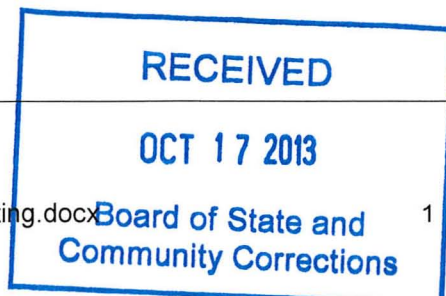 RECEIVED
OCT 17 2013
ing.docx Board of State and 1
Community Corrections